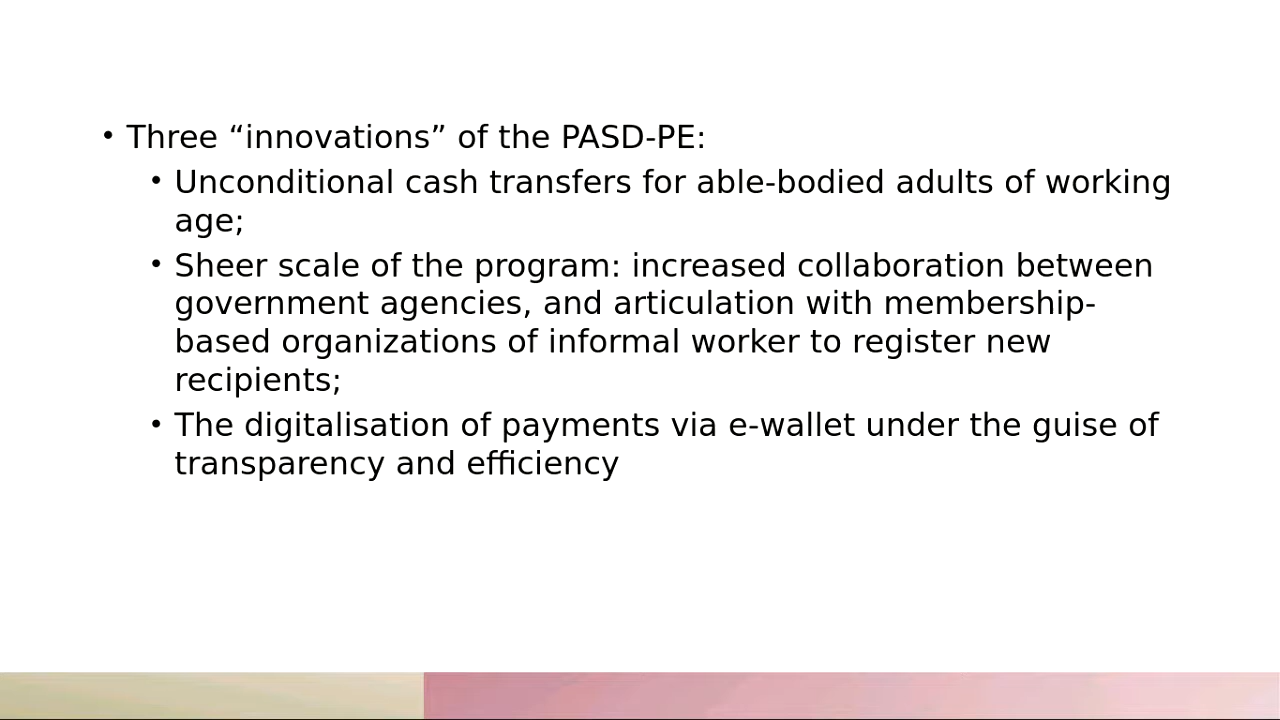 • Three “innovations” of the PASD-PE:
• Unconditional cash transfers for able-bodied adults of working
age;
• Sheer scale of the program: increased collaboration between
government agencies, and articulation with membership-
based organizations of informal worker to register new
recipients;
• The digitalisation of payments via e-wallet under the guise of
transparency and efficiency